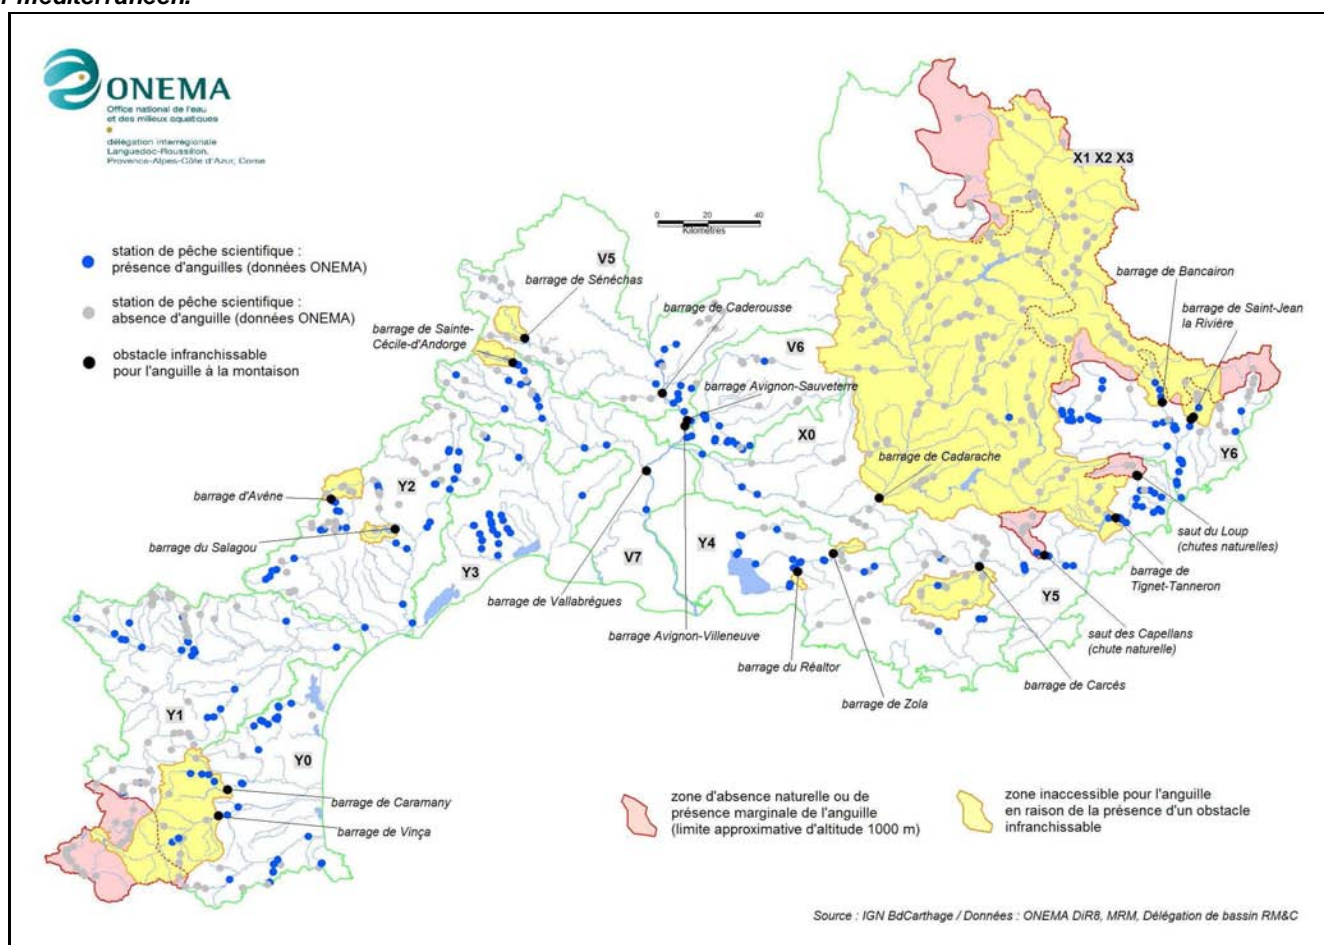 méditerranéen.
ONEMA
Office national de l'eau
et des milieux aquatiques
délégation interrégionale
Languedoc-Roussillon,
Provence-Alpes-Côte d'Azur, Corse
station de pêche scientifique :
présence d'anguilles (données ONEMA)
station de pêche scientifique :
absence d'anguille (données ONEMA)
obstacle infranchissable
pour l'anguille à la montaison
0 20 40
Kilomètres
X1 X2 X3
V5
barrage de Sénéchas
barrage de Caderousse
barrage de Bancairon
barrage de Saint-Jean
la Rivière
barrage de Sainte-
Cécile-d'Andorge
V6
barrage Avignon-Sauveterre
X0
barrage de Cadarache
Y6
Y2
barrage d'Avène
barrage du Salagou
Y3
V7
Y4
saut du Loup
(chutes naturelles)
barrage de
Tignet-Tanneron
Y5
barrage de Vallabrègues
barrage Avignon-Villeneuve
barrage du Réaltor
barrage de Zola
barrage de Carcés
saut des Capellans
(chute naturelle)
Y1
Y0
barrage de Caramany
barrage de Vinça
zone d'absence naturelle ou de
présence marginale de l'anguille
(limite approximative d'altitude 1000 m)
zone inaccessible pour l'anguille
en raison de la présence d'un obstacle
infranchissable
Source : IGN BdCarthage / Données : ONEMA DiR8, MRM, Délégation de bassin RM&C